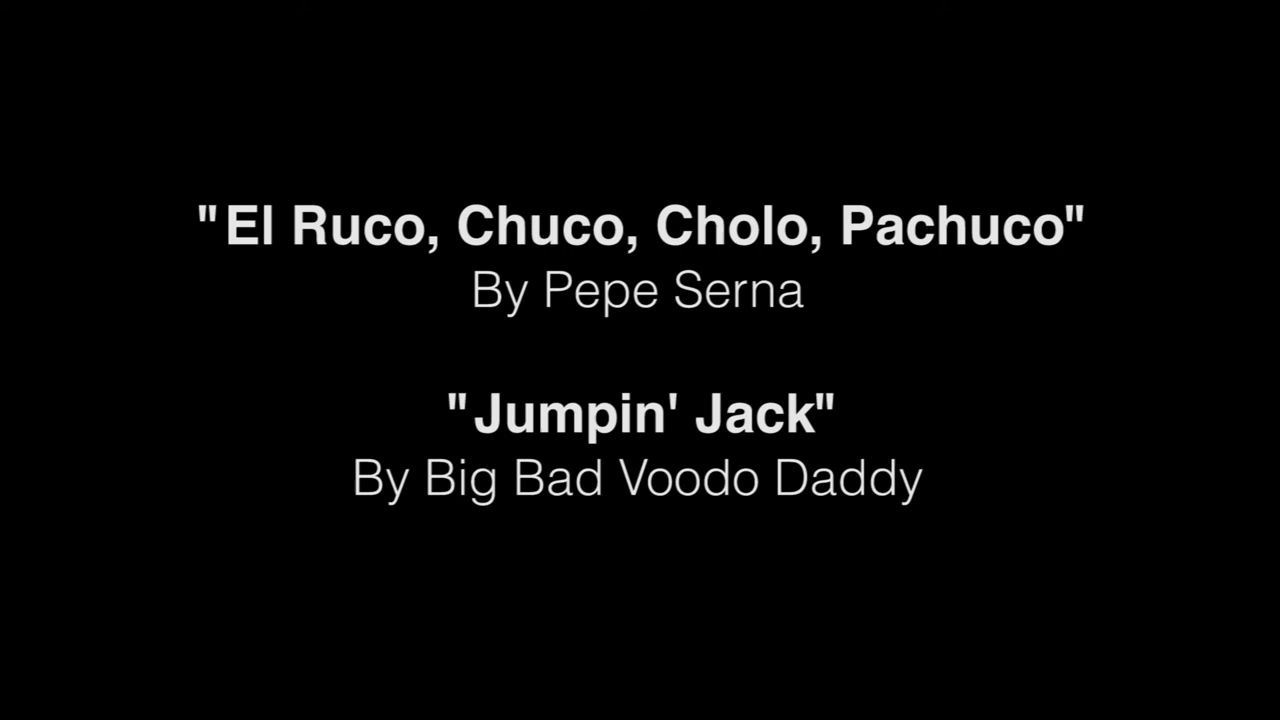 "El Ruco, Chuco, Cholo, Pachuco"
By Pepe Serna
"Jumpin' Jack"
By Big Bad Voodo Daddy